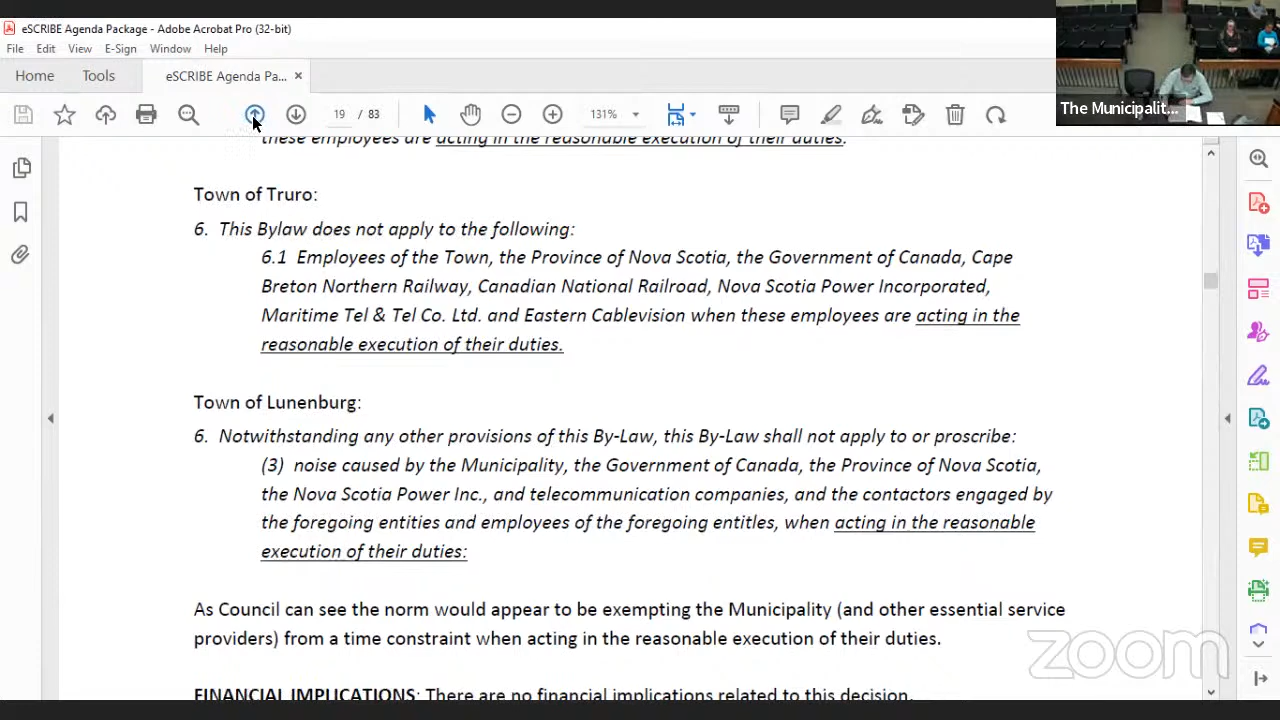 eSCRIBE Agenda Package - Adobe Acrobat Pro (32-bit)
File Edit View E-Sign Window Help
Home Tools eSCRIBE Agenda Pa... ×
19 / 83 131%
The Municipalit...
these employees are acting in the reasonable execution of their duties.
Town of Truro:
6. This Bylaw does not apply to the following:
6.1 Employees of the Town, the Province of Nova Scotia, the Government of Canada, Cape
Breton Northern Railway, Canadian National Railroad, Nova Scotia Power Incorporated,
Maritime Tel & Tel Co. Ltd. and Eastern Cablevision when these employees are acting in the
reasonable execution of their duties.
Town of Lunenburg:
6. Notwithstanding any other provisions of this By-Law, this By-Law shall not apply to or proscribe:
(3) noise caused by the Municipality, the Government of Canada, the Province of Nova Scotia,
the Nova Scotia Power Inc., and telecommunication companies, and the contactors engaged by
the foregoing entities and employees of the foregoing entitles, when acting in the reasonable
execution of their duties:
As Council can see the norm would appear to be exempting the Municipality (and other essential service
providers) from a time constraint when acting in the reasonable execution of their duties.
zoom
FINANCIAL IMPLICATIONS: There are no financial implications related to this decision.